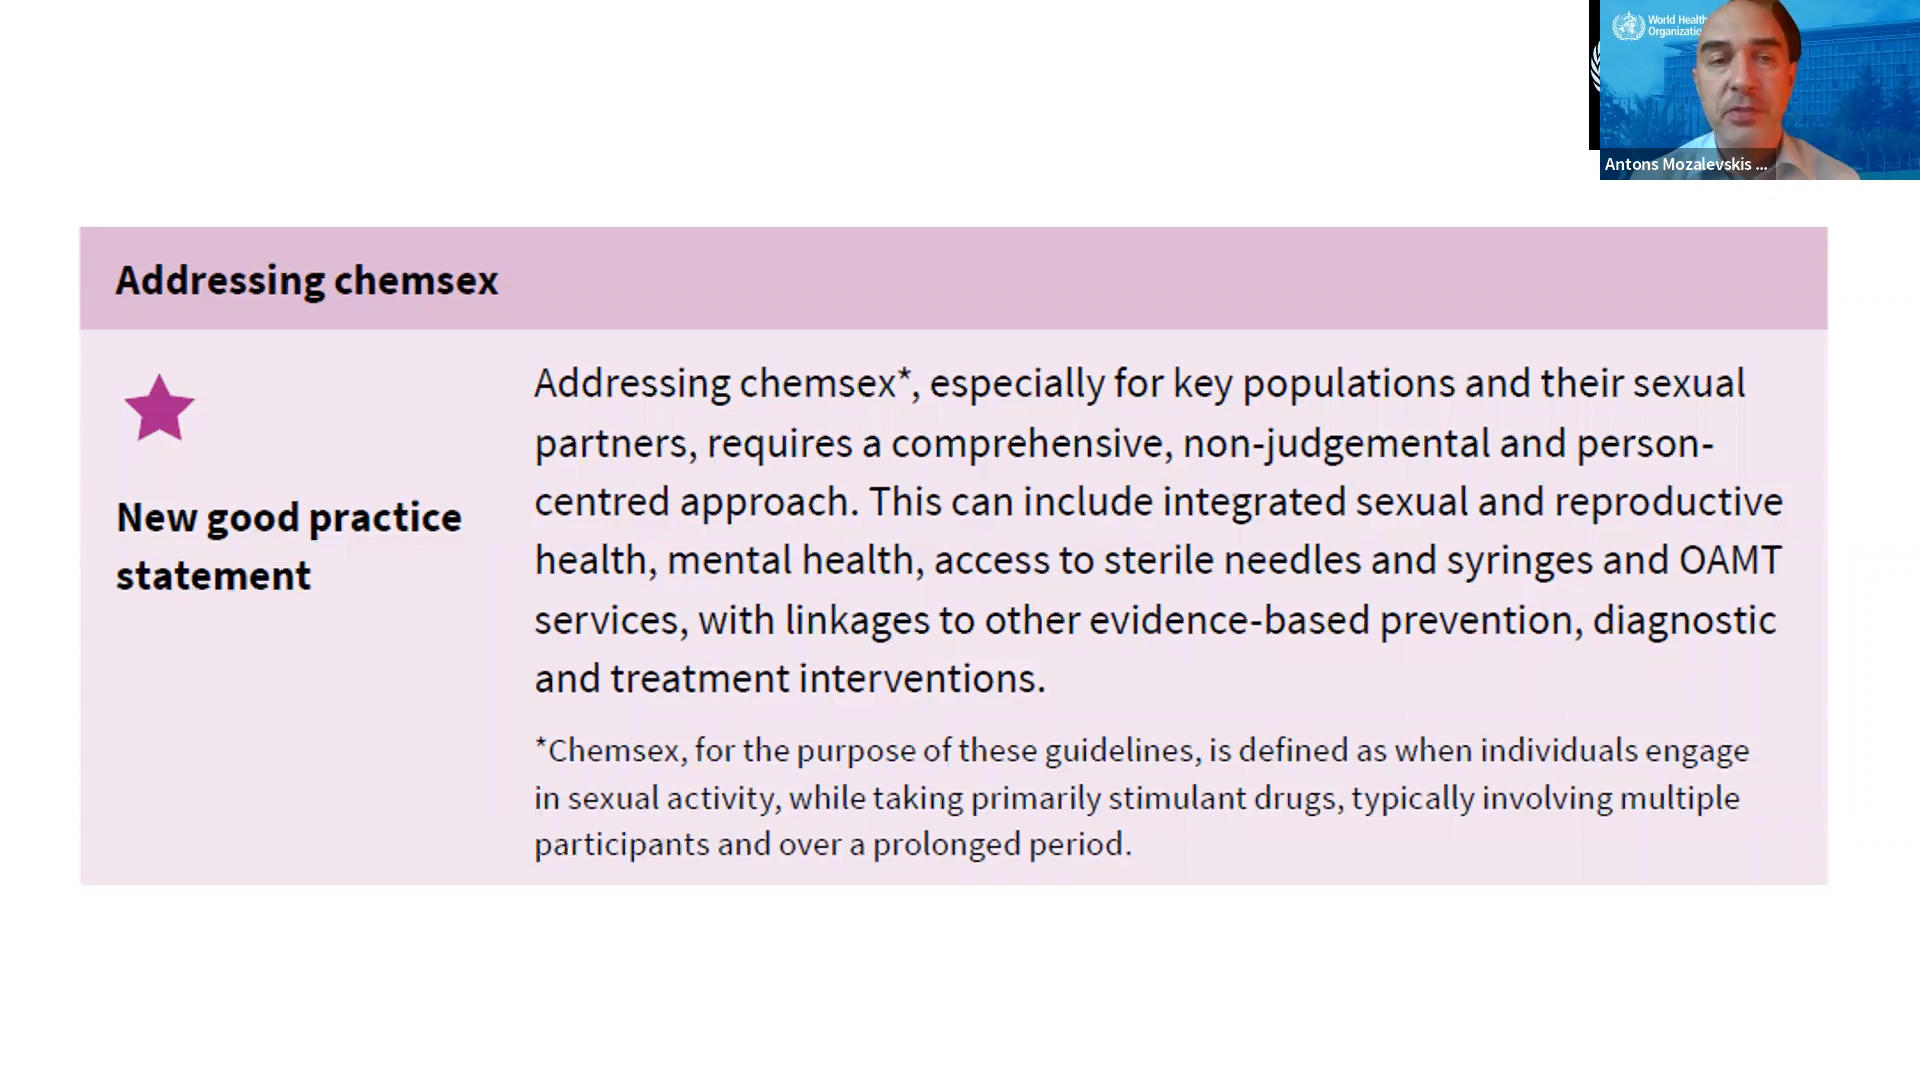 World Health
Organizatio
Antons Mozalevskis ...
Addressing chemsex
New good practice
statement
Addressing chemsex*, especially for key populations and their sexual
partners, requires a comprehensive, non-judgemental and person-
centred approach. This can include integrated sexual and reproductive
health, mental health, access to sterile needles and syringes and OAMT
services, with linkages to other evidence-based prevention, diagnostic
and treatment interventions.
*Chemsex, for the purpose of these guidelines, is defined as when individuals engage
in sexual activity, while taking primarily stimulant drugs, typically involving multiple
participants and over a prolonged period.